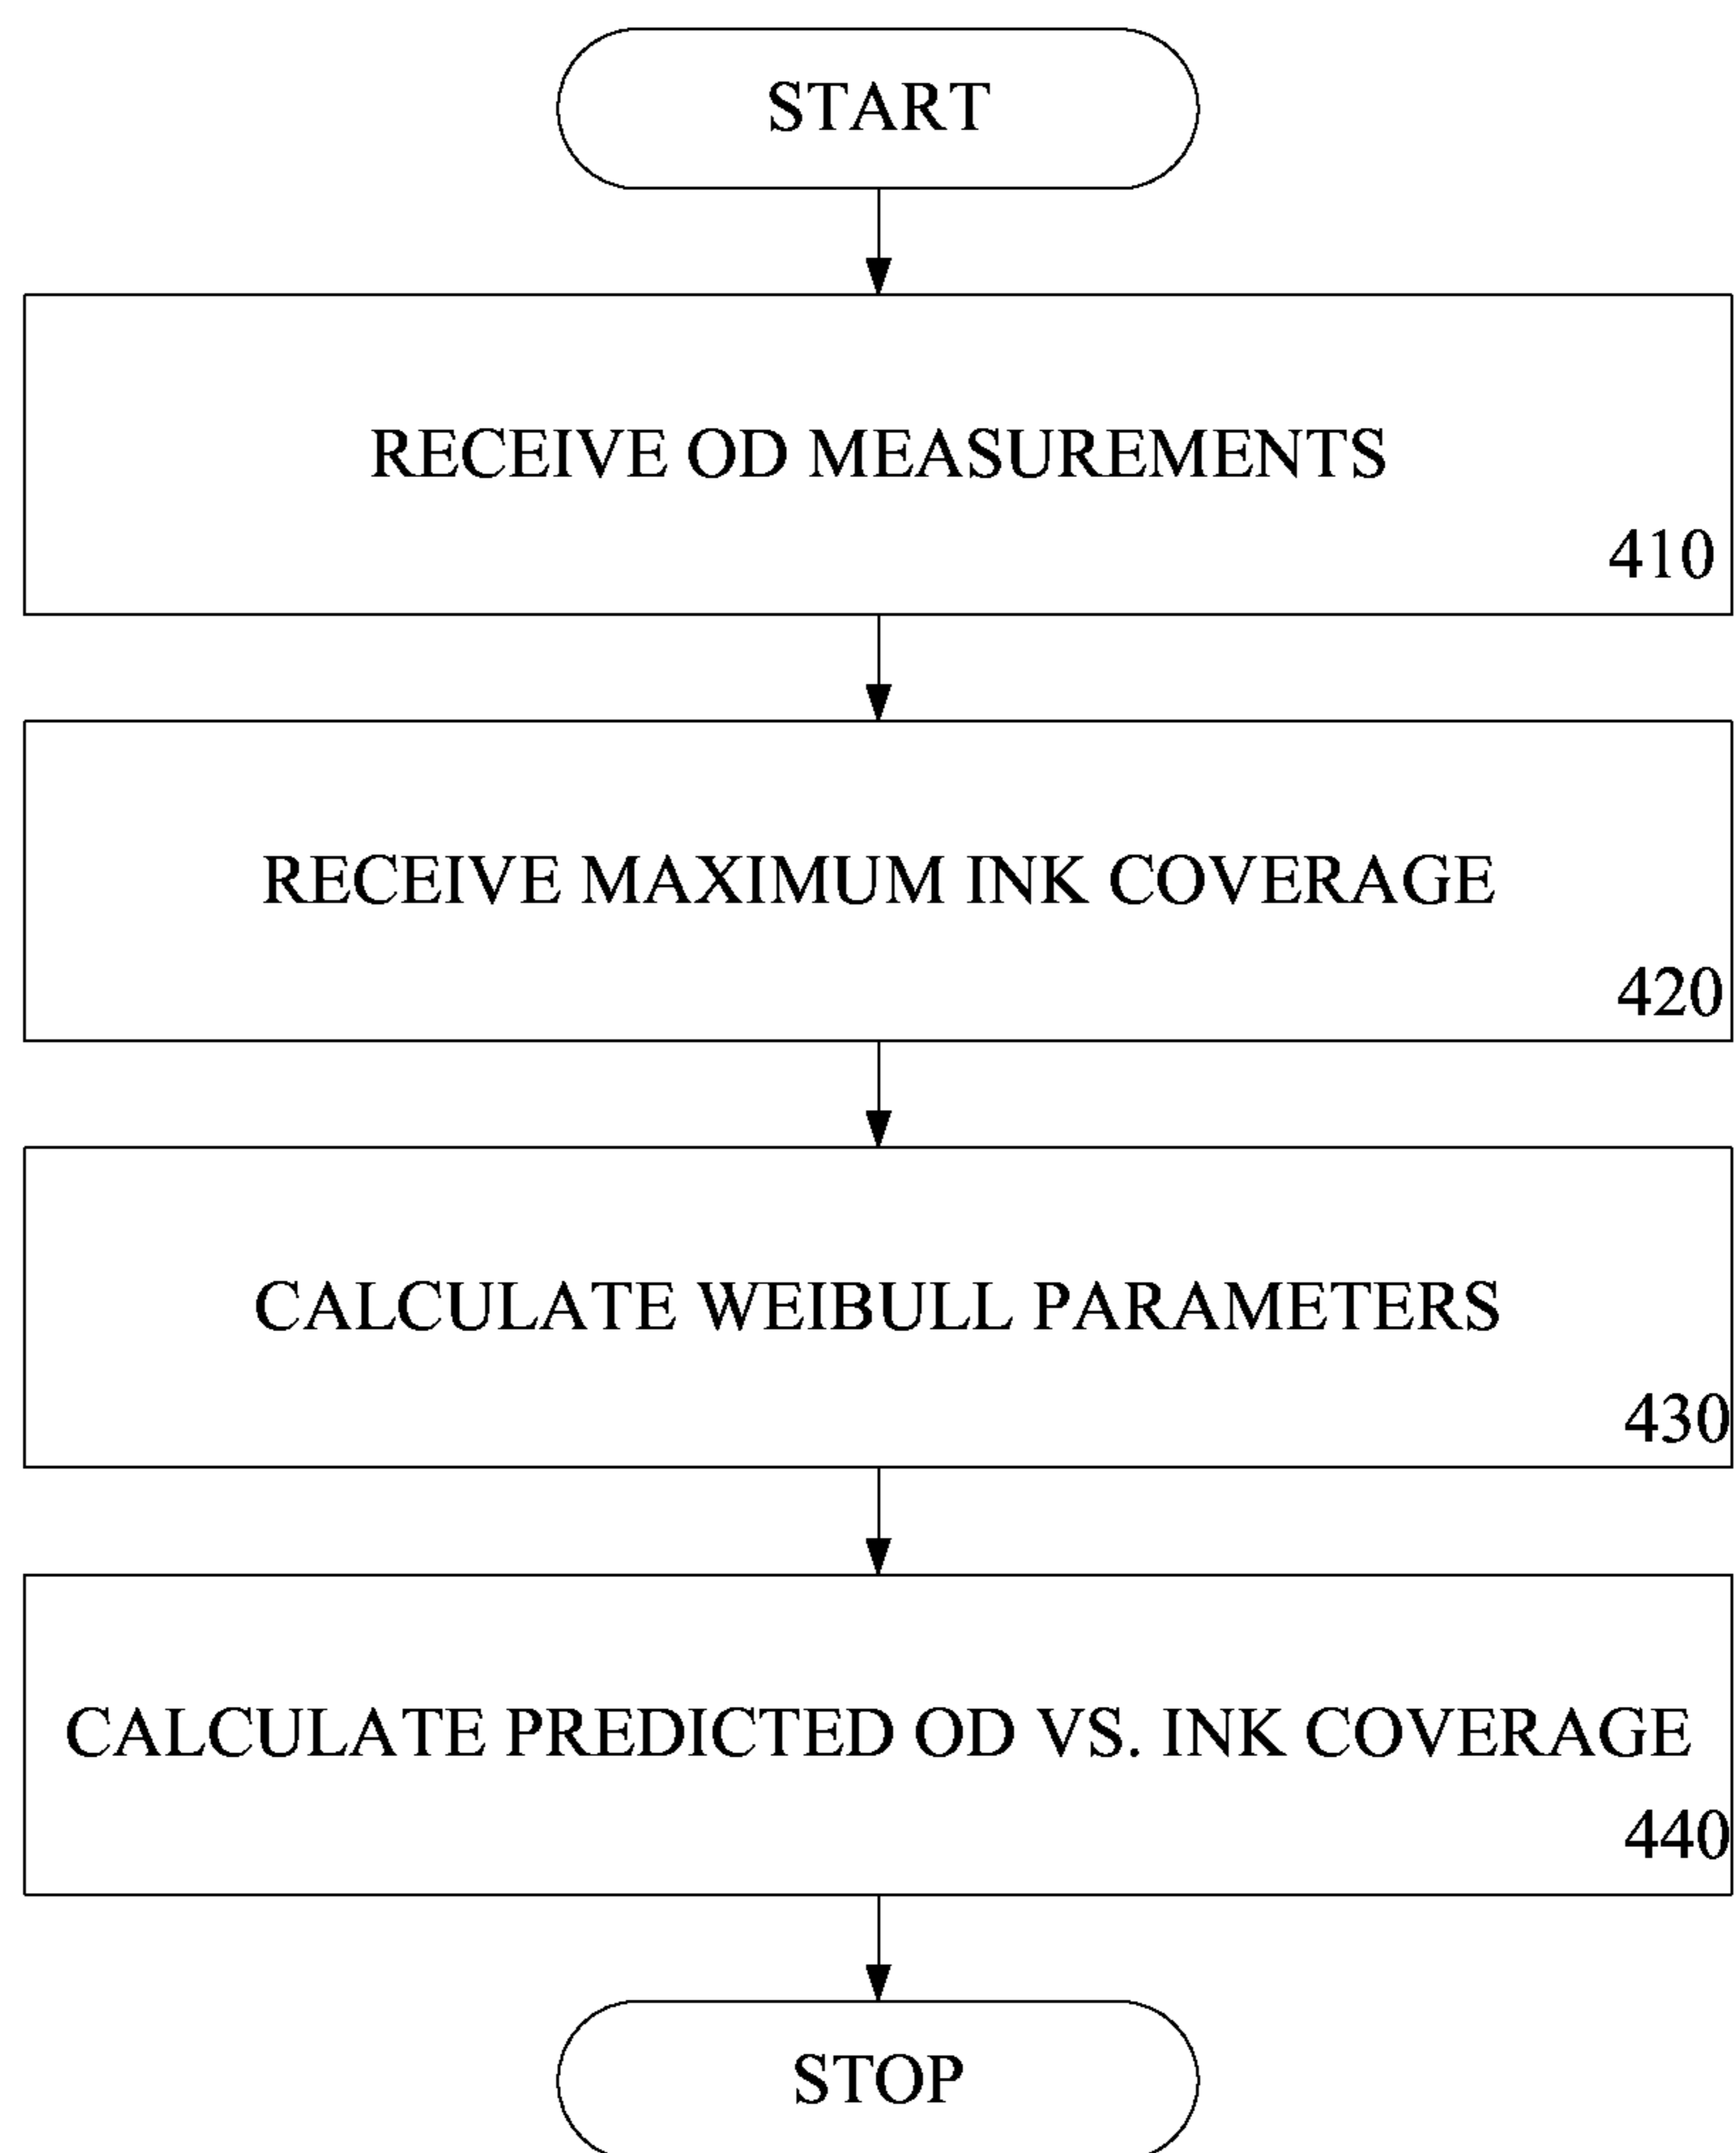 START
RECEIVE OD MEASUREMENTS
410
RECEIVE MAXIMUM INK COVERAGE
420
CALCULATE WEIBULL PARAMETERS
430
CALCULATE PREDICTED OD VS. INK COVERAGE
440
STOP